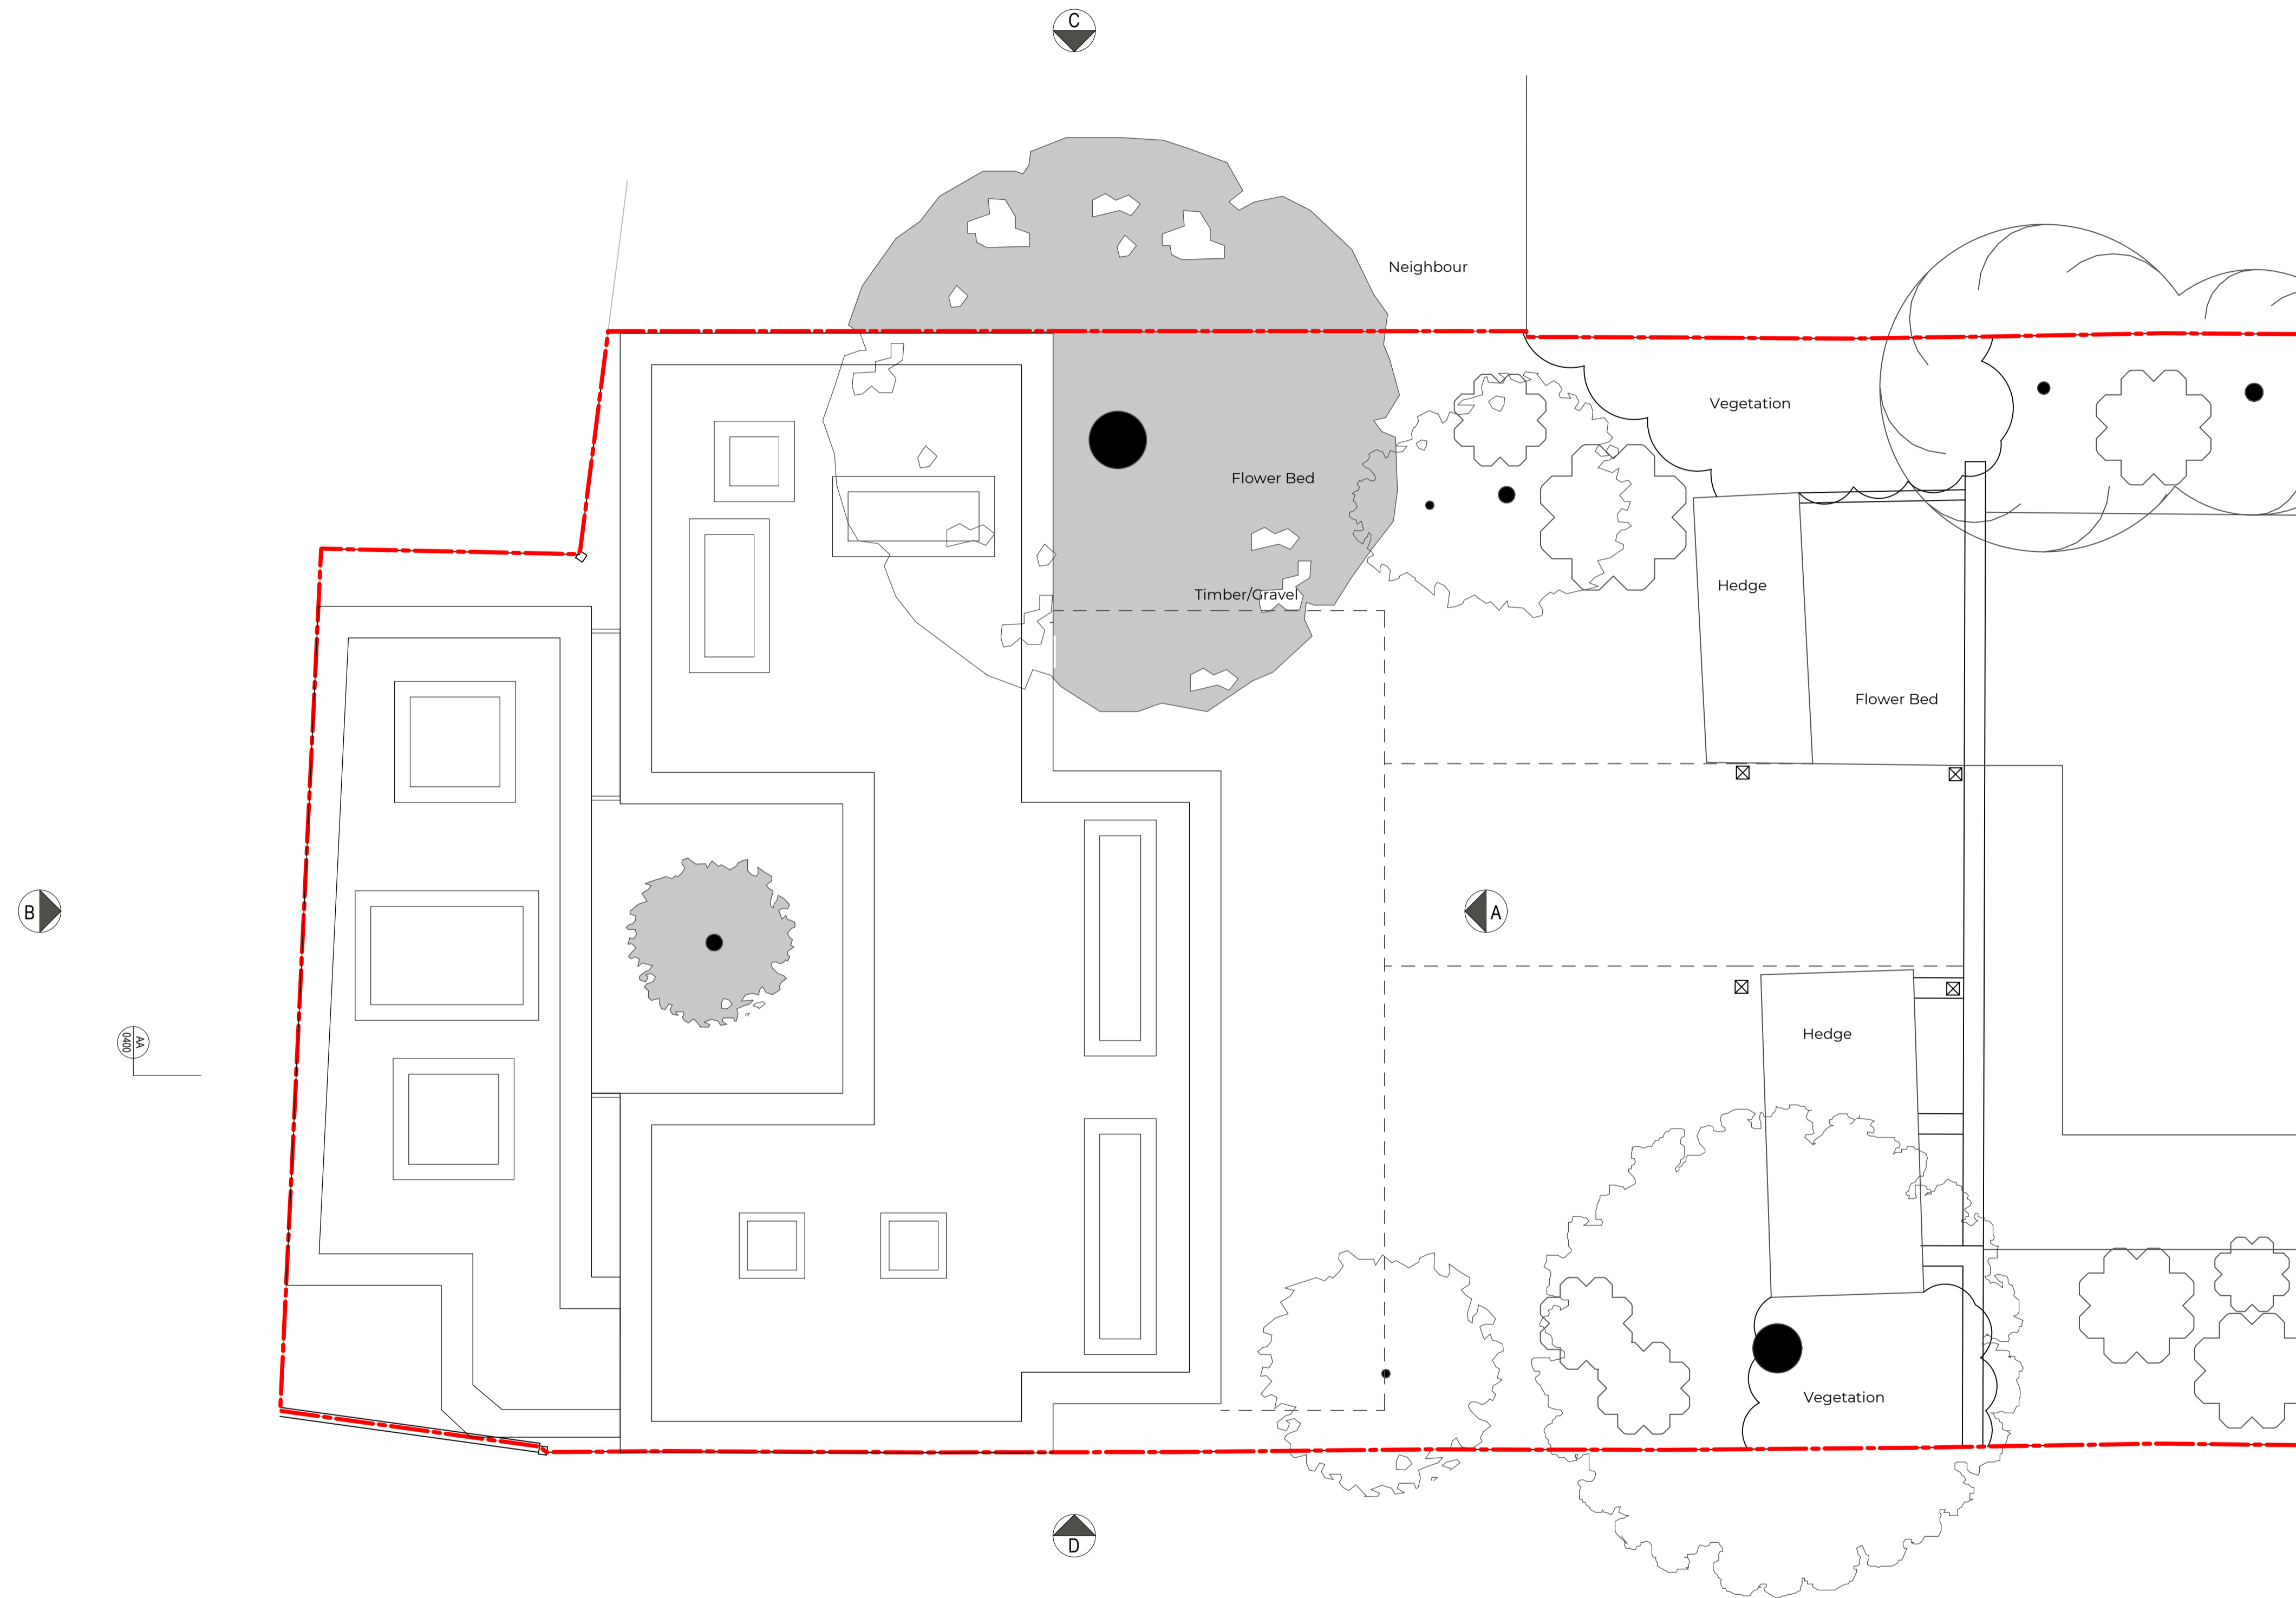 C
Neighbour
Vegetation
Flower Bed
Hedge
Timber/Gravel
Flower Bed
B
A
AA
0400
Hedge
Vegetation
D